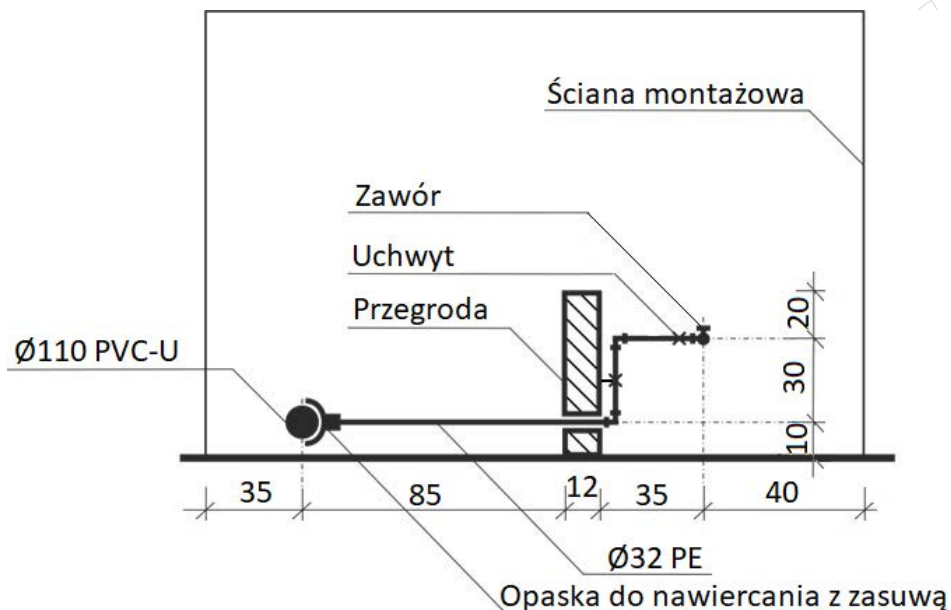 Ściana montażowa
Zawór
Uchwyt
Przegroda
Ø110 PVC-U
20
30
10
35
85
12
35
40
Ø32 PE
Opaska do nawiercania z zasuwą